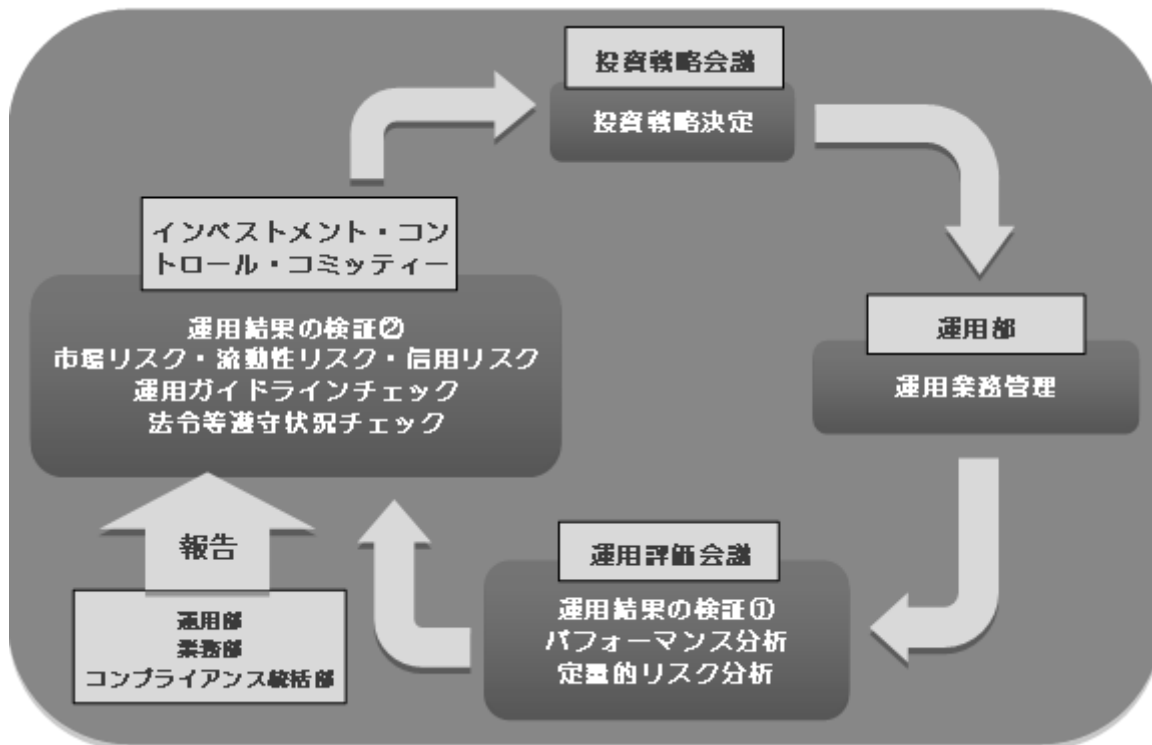 投資戦略会議
投資戦略決定
インベストメント・コン
トロール・コミッティー
運用結果の検証②
市場リスク・流動性リスク・信用リスク
運用ガイドラインチェック
法令等遵守状況チェック
運用部
運用業務管理
運用評価会議
運用結果の検証①
パフォーマンス分析
定量的リスク分析
報告
運用部
業務部
コンプライアンス統括部